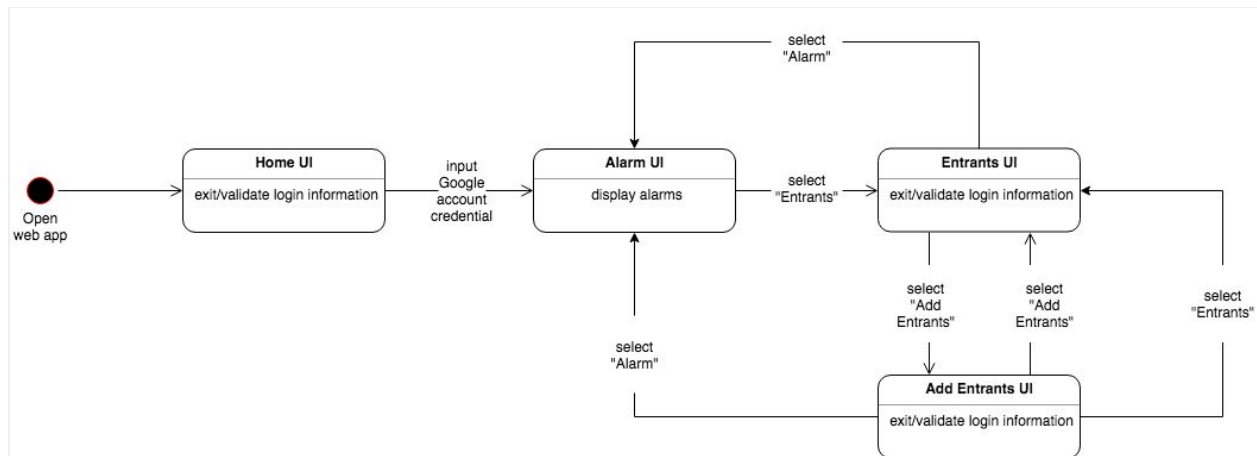 select
"Alarm"
Home UI
exit/validate login information
input
Google
account
credential
Alarm UI
display alarms
select
"Entrants"
Entrants UI
exit/validate login information
Open
web app
select
"Add
Entrants"
select
"Add
Entrants"
select
"Entrants"
select
"Alarm"
Add Entrants UI
exit/validate login information